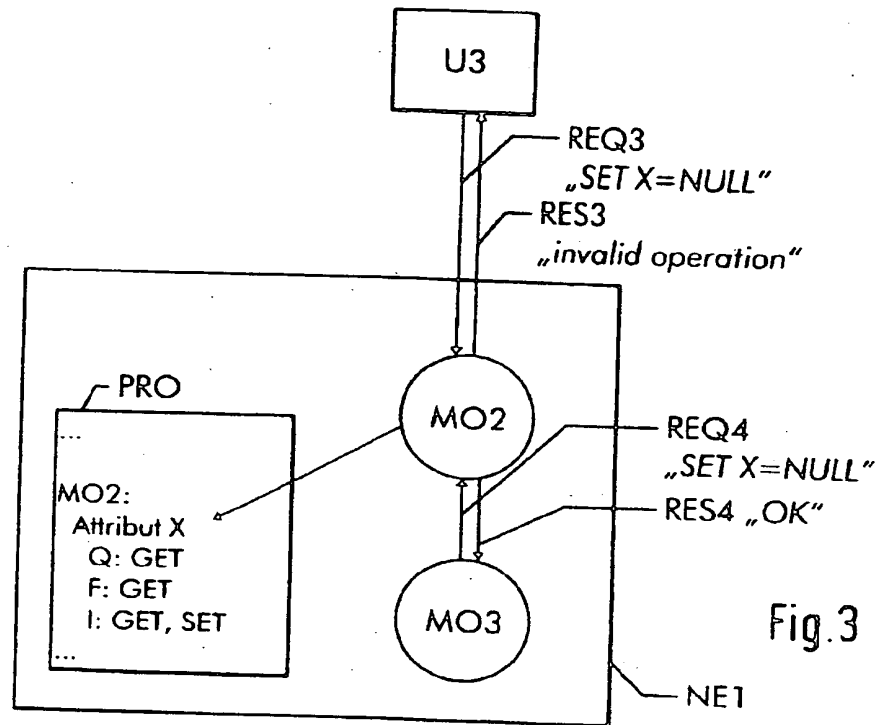 U3
REQ3
„SET X=NULL“
RES3
„invalid operation“
PRO
...
MO2:
Attribut X
Q: GET
F: GET
I: GET, SET
...
MO2
REQ4
„SET X=NULL“
RES4 „OK“
MO3
Fig.3
NE1